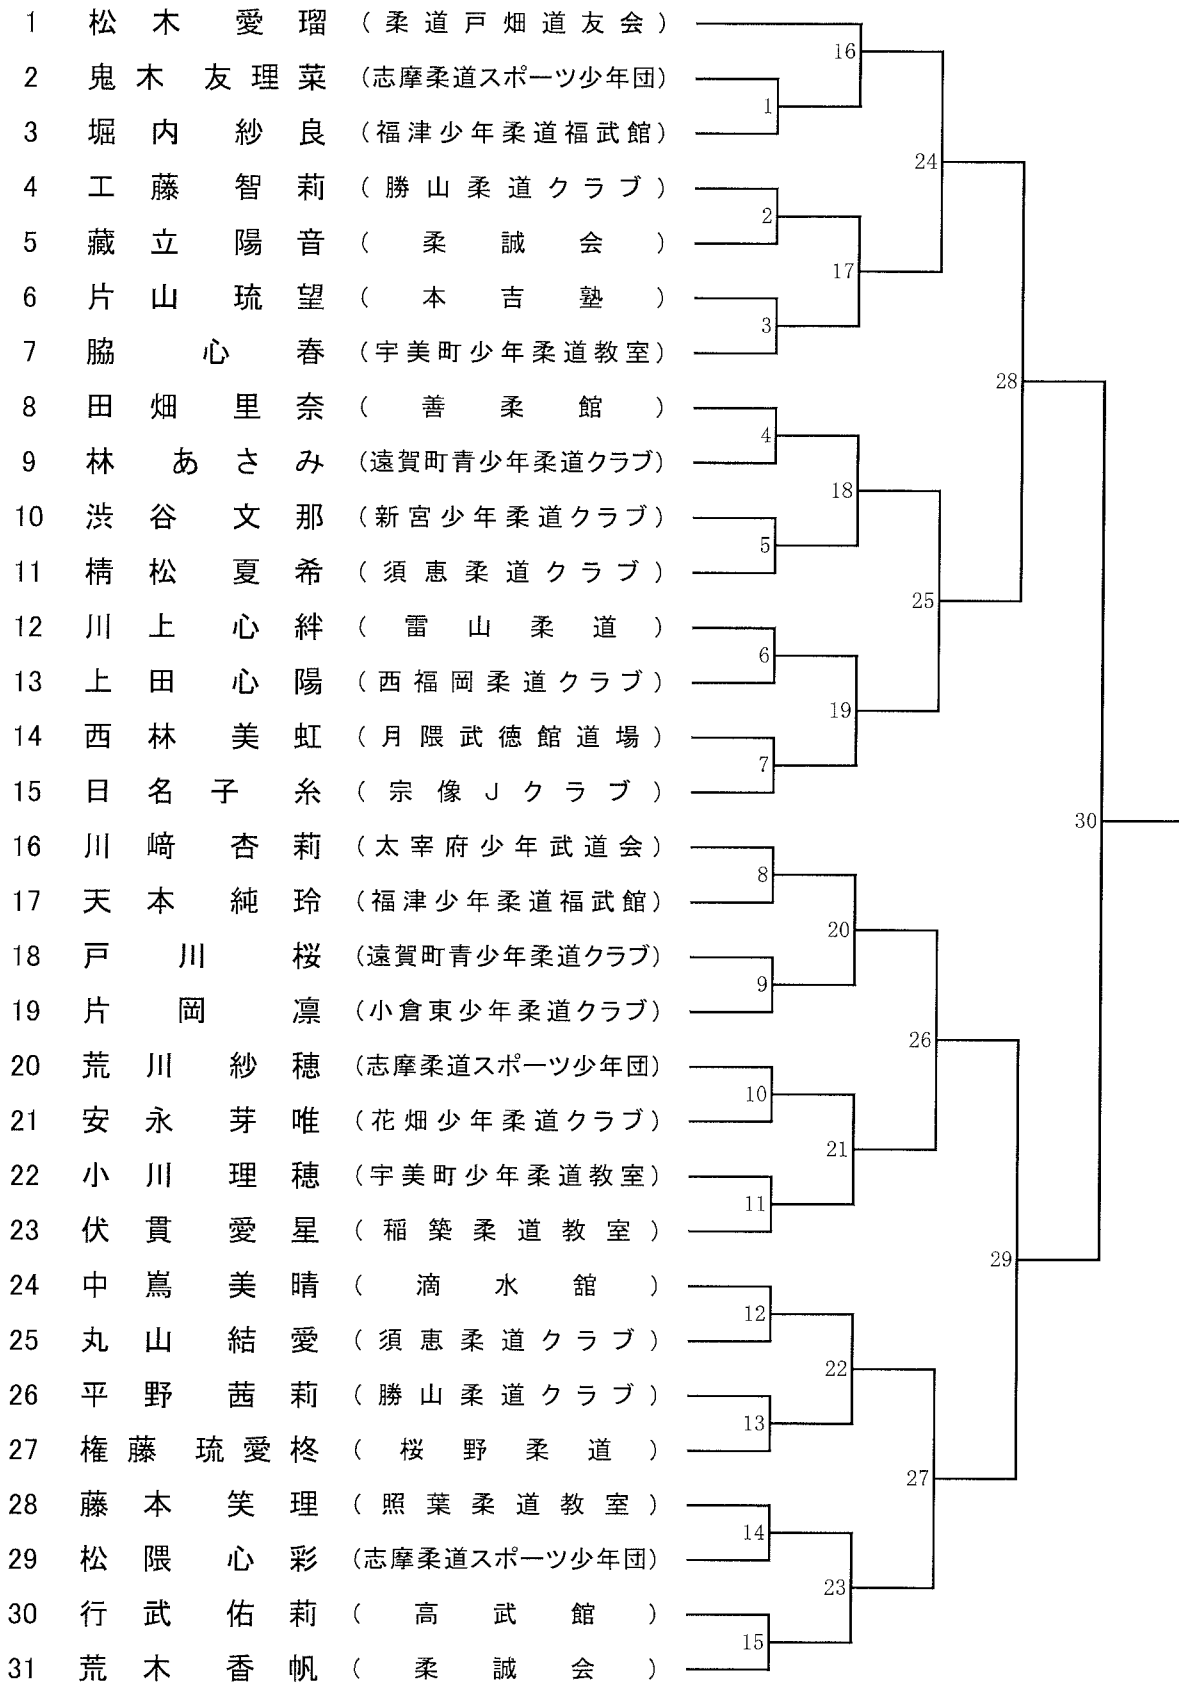 1 松木 愛瑠 (柔道戸畑道友会)
2 鬼木 友理菜 (志摩柔道スポーツ少年団)
3 堀内 紗良 (福津少年柔道福武館)
4 工藤 智莉 (勝山柔道クラブ)
5 藏立 陽音 (柔誠会)
6 片山 琉望 (本吉塾)
7 脇 心春 (宇美町少年柔道教室)
8 田畑 里奈 (善柔館)
9 林 あさみ (遠賀町青少年柔道クラブ)
10 渋谷 文那 (新宮少年柔道クラブ)
11 棈松 夏希 (須恵柔道クラブ)
12 川上 心絆 (雷山柔道)
13 上田 心陽 (西福岡柔道クラブ)
14 西林 美虹 (月隈武徳館道場)
15 日名子 糸 (宗像Jクラブ)
16 川﨑 杏莉 (太宰府少年武道会)
17 天本 純玲 (福津少年柔道福武館)
18 戸川 桜 (遠賀町青少年柔道クラブ)
19 片岡 凛 (小倉東少年柔道クラブ)
20 荒川 紗穂 (志摩柔道スポーツ少年団)
21 安永 芽唯 (花畑少年柔道クラブ)
22 小川 理穂 (宇美町少年柔道教室)
23 伏貫 愛星 (稲築柔道教室)
24 中嶌 美晴 (滴水舘)
25 丸山 結愛 (須恵柔道クラブ)
26 平野 茜莉 (勝山柔道クラブ)
27 権藤 琉愛柊 (桜野柔道)
28 藤本 笑理 (照葉柔道教室)
29 松隈 心彩 (志摩柔道スポーツ少年団)
30 行武 佑莉 (高武館)
31 荒木 香帆 (柔誠会)
1
2
3
4
5
6
7
8
9
10
11
12
13
14
15
16
17
18
19
20
21
22
23
24
25
26
27
28
29
30